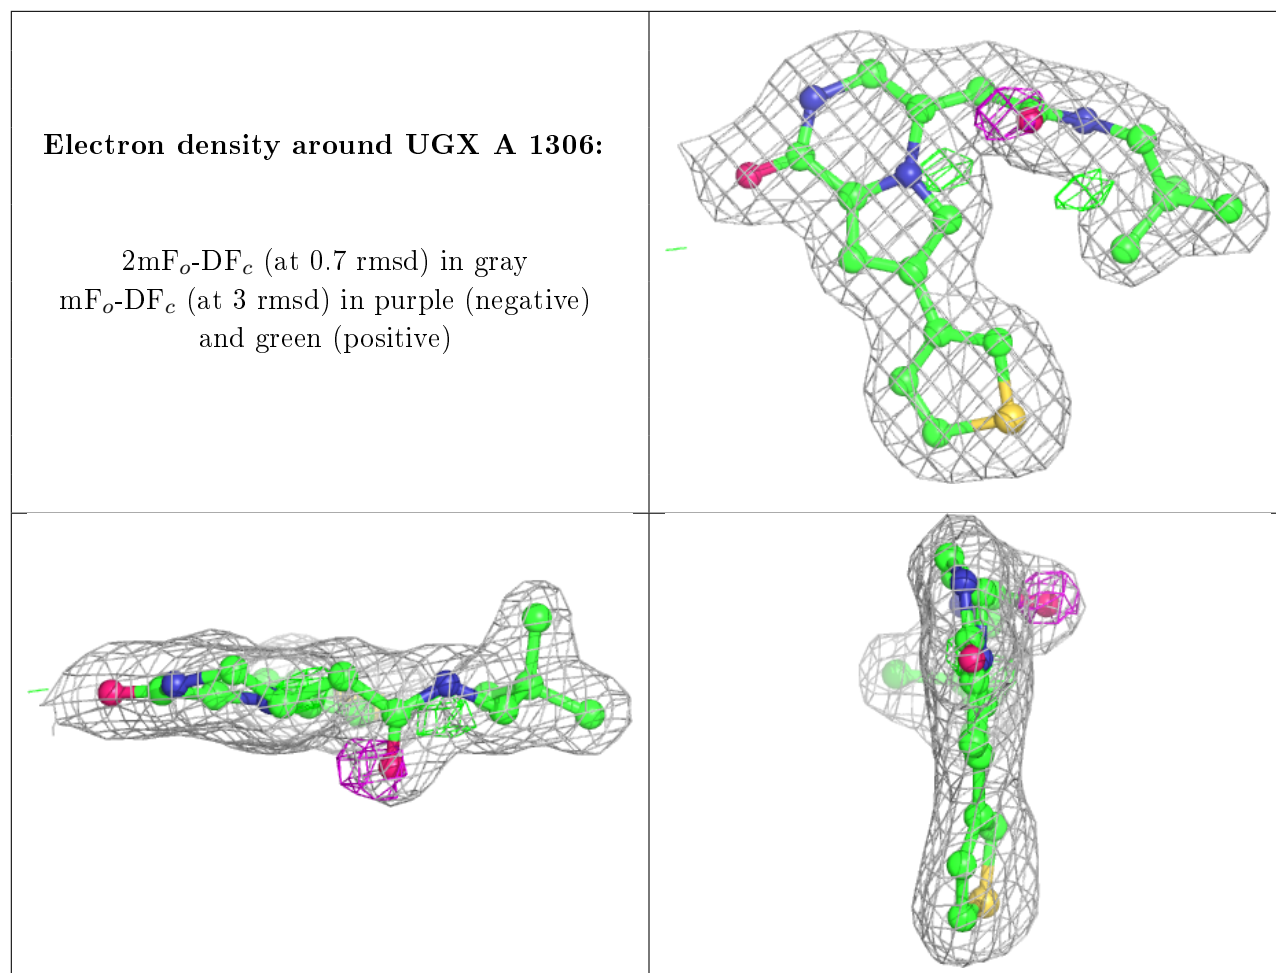 Electron density around UGX A 1306:
2mFo-DFc (at 0.7 rmsd) in gray
mFo-DFc (at 3 rmsd) in purple (negative)
and green (positive)